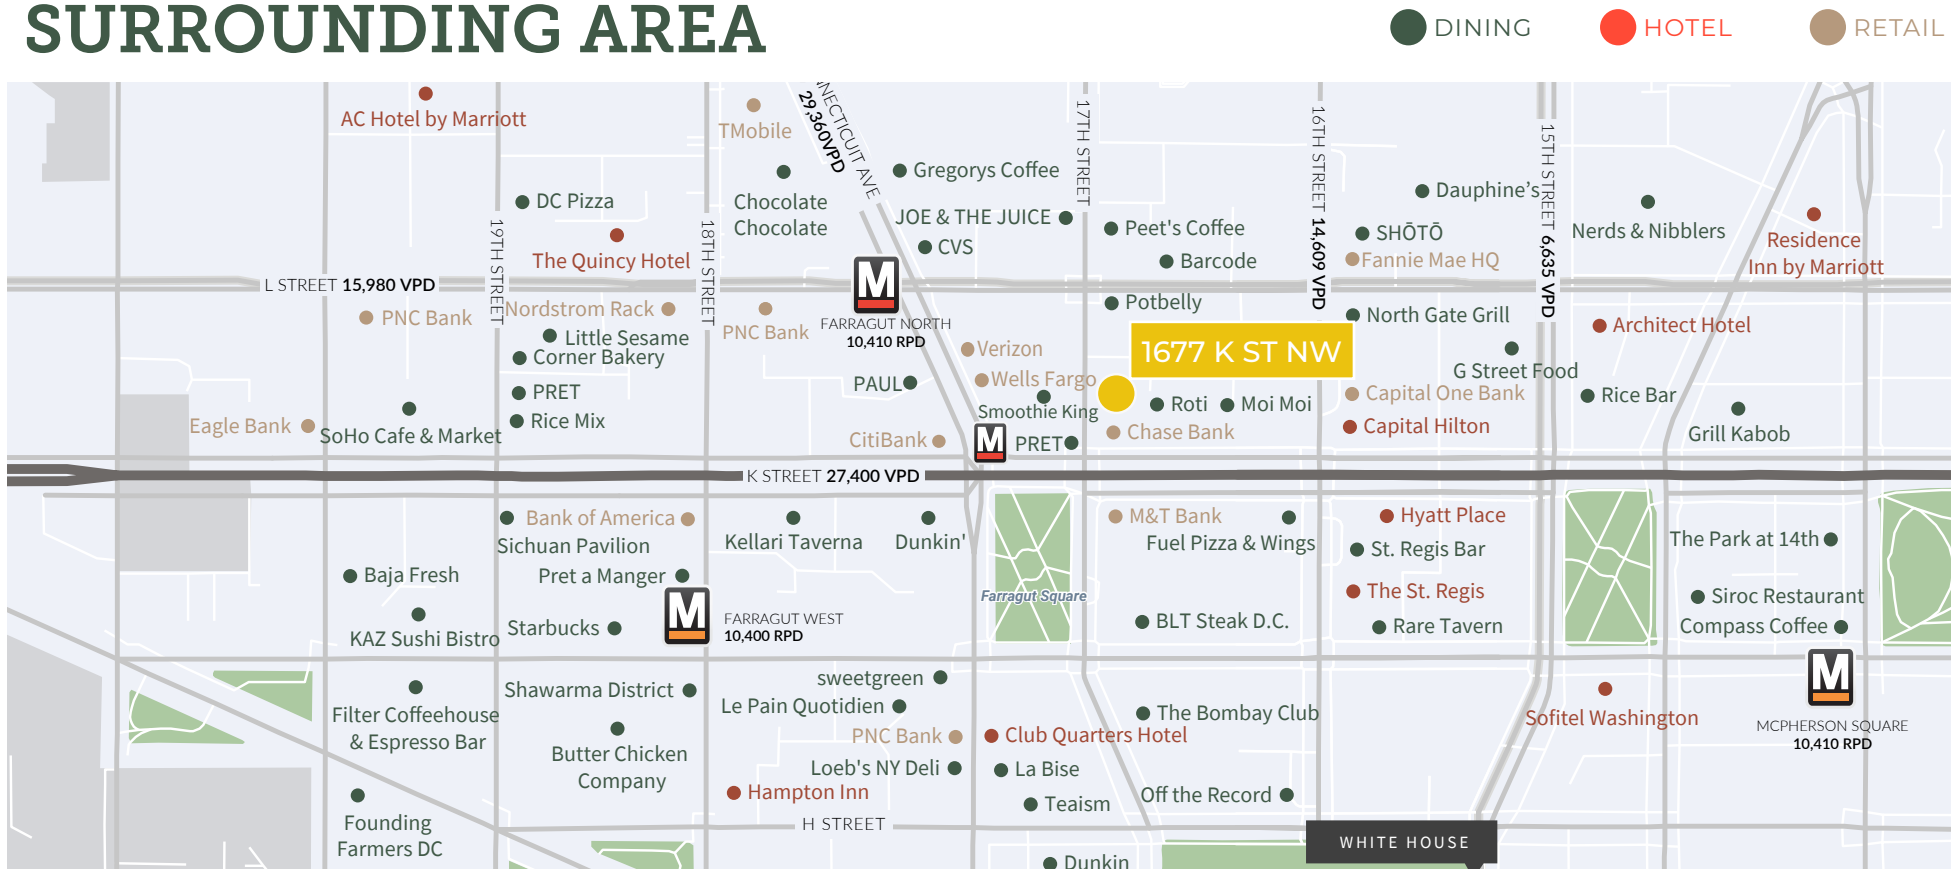 SURROUNDING AREA
DINING
HOTEL
RETAIL
AC Hotel by Marriott
TMobile
NNECTICUIT AVE
29,360VPD
17TH STREET
16TH STREET 14,609 VPD
15TH STREET 6,635 VPD
Gregorys Coffee
Chocolate
Chocolate
DC Pizza
JOE & THE JUICE
CVS
Peet's Coffee
Barcode
Dauphine's
SHŌTŌ
Fannie Mae HQ
Nerds & Nibblers
Residence
Inn by Marriott
The Quincy Hotel
19TH STREET
18TH STREET
L STREET 15,980 VPD
M
FARRAGUT NORTH
10,410 RPD
PNC Bank
Nordstrom Rack
Little Sesame
Corner Bakery
PNC Bank
Potbelly
North Gate Grill
Architect Hotel
1677 K ST NW
Verizon
Wells Fargo
PAUL
Smoothie King
G Street Food
PRET
Rice Mix
Eagle Bank
SoHo Cafe & Market
CitiBank
M
PRET
Roti
Moi Moi
Chase Bank
Capital One Bank
Capital Hilton
Rice Bar
Grill Kabob
K STREET 27,400 VPD
Bank of America
Sichuan Pavilion
Kellari Taverna
Dunkin'
M&T Bank
Fuel Pizza & Wings
Hyatt Place
St. Regis Bar
The Park at 14th
Baja Fresh
Pret a Manger
Farragut Square
The St. Regis
Siroc Restaurant
KAZ Sushi Bistro
Starbucks
M
FARRAGUT WEST
10,400 RPD
BLT Steak D.C.
Rare Tavern
Compass Coffee
M
MCPHERSON SQUARE
10,410 RPD
sweetgreen
Shawarma District
Le Pain Quotidien
Filter Coffeehouse
& Espresso Bar
The Bombay Club
Sofitel Washington
PNC Bank
Club Quarters Hotel
Butter Chicken
Company
Loeb's NY Deli
La Bise
Hampton Inn
Teaism
Off the Record
Founding
Farmers DC
H STREET
WHITE HOUSE
Dunkin